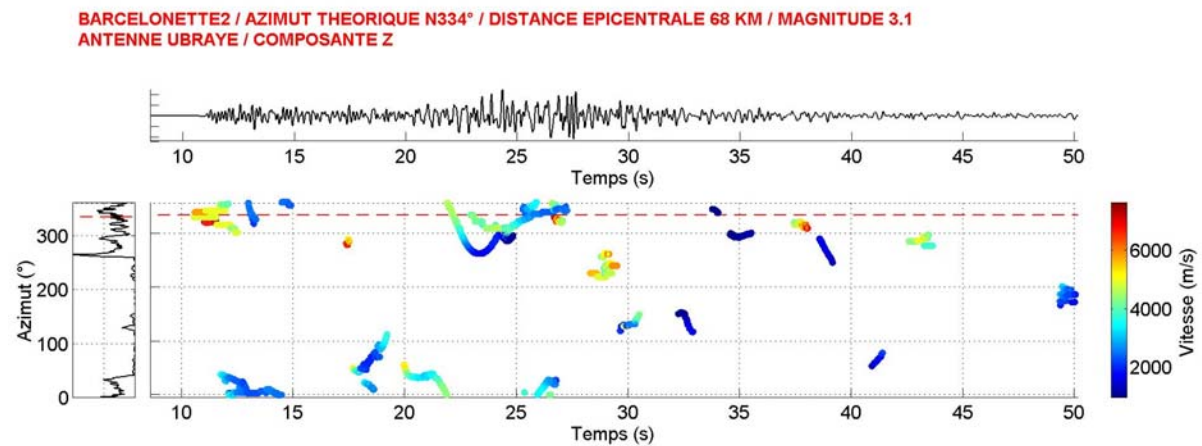 BARCELONETTE2 / AZIMUT THEORIQUE N334° / DISTANCE EPICENTRALE 68 KM / MAGNITUDE 3.1
ANTENNE UBRAYE / COMPOSANTE Z
10 15 20 25 30 35 40 45 50
Temps (s)
Azimut (°)
300
200
100
0
10 15 20 25 30 35 40 45 50
Temps (s)
6000
4000
2000
Vitesse (m/s)